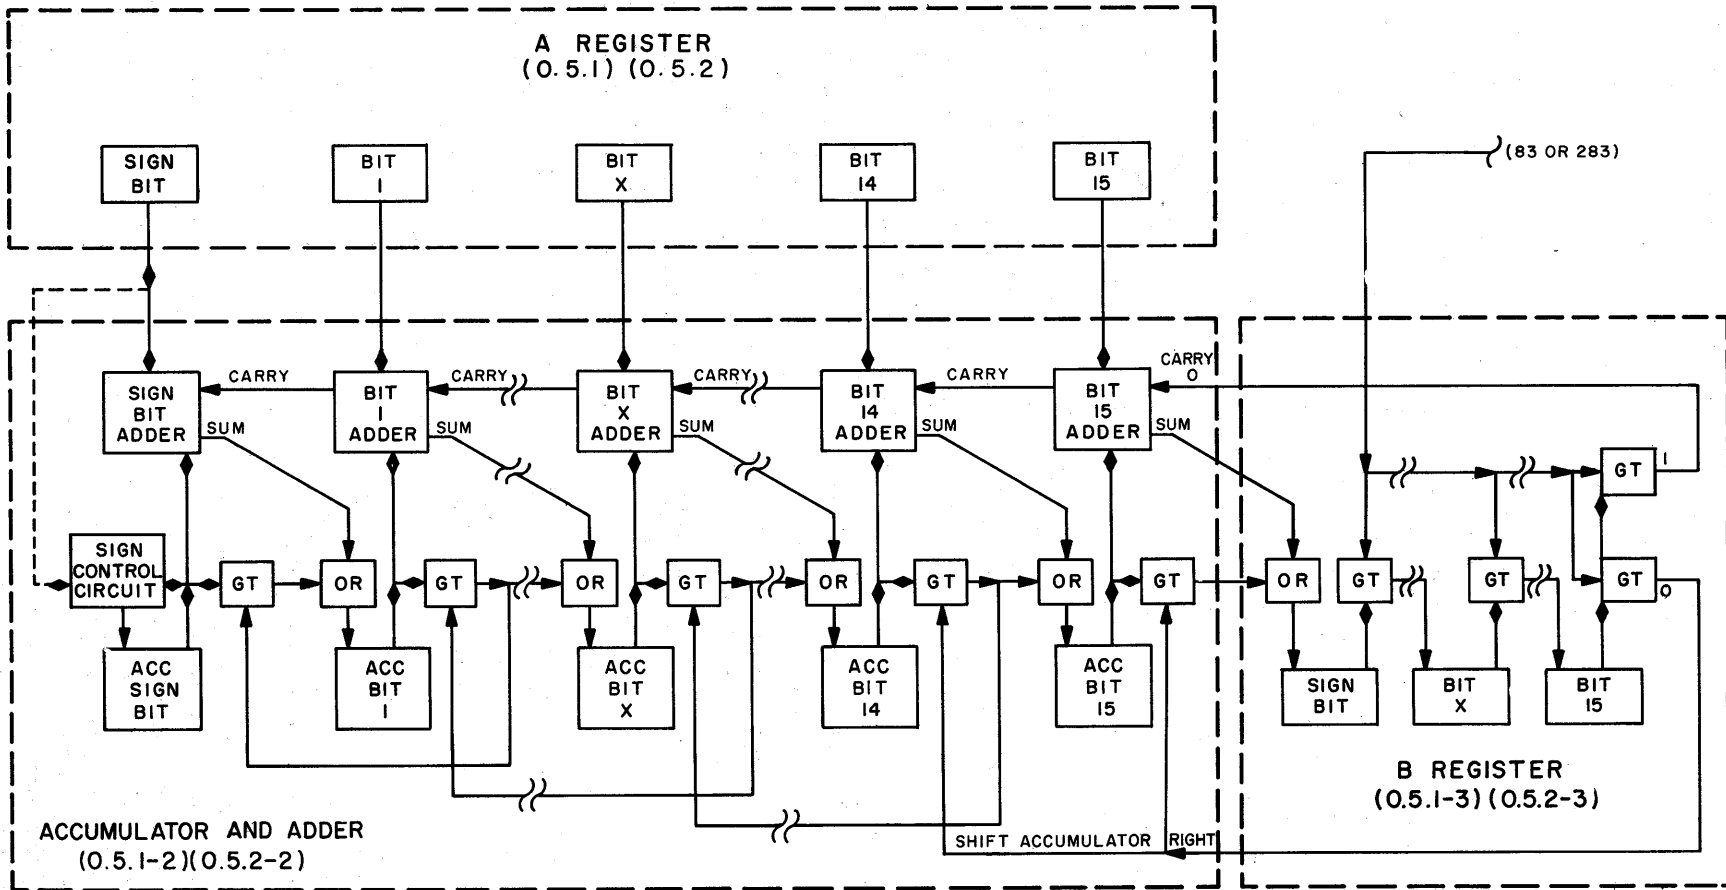 A REGISTER
(0.5.1) (0.5.2)
SIGN
BIT
BIT
1
BIT
X
BIT
14
BIT
15
(83 OR 283)
SIGN
BIT
ADDER
CARRY
SUM
BIT
1
ADDER
CARRY
SUM
BIT
X
ADDER
CARRY
SUM
BIT
14
ADDER
CARRY
SUM
BIT
15
ADDER
CARRY
0
SUM
GT
1
SIGN
CONTROL
CIRCUIT
GT
OR
GT
OR
GT
OR
GT
OR
GT
OR
GT
GT
GT
0
ACC
SIGN
BIT
ACC
BIT
1
ACC
BIT
X
ACC
BIT
14
ACC
BIT
15
SIGN
BIT
BIT
X
BIT
15
B REGISTER
(0.5.1-3) (0.5.2-3)
ACCUMULATOR AND ADDER
(0.5.1-2)(0.5.2-2)
SHIFT ACCUMULATOR RIGHT